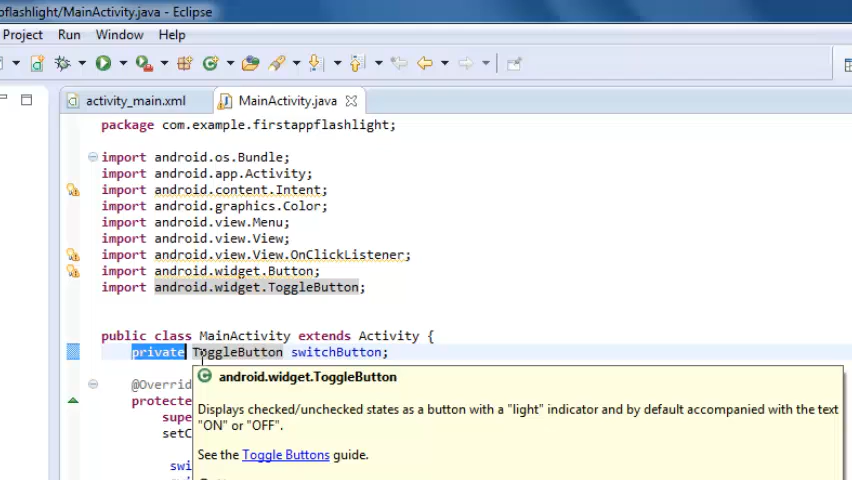 oflashlight/MainActivity.java - Eclipse
Project Run Window Help
activity_main.xml MainActivity.java
package com.example.firstappflashlight;
import android.os.Bundle;
import android.app.Activity;
import android.content.Intent;
import android.graphics.Color;
import android.view.Menu;
import android.view.View;
import android.view.View.OnClickListener;
import android.widget.Button;
import android.widget.ToggleButton;
public class MainActivity extends Activity {
private ToggleButton switchButton;
@Overrid
android.widget.ToggleButton
protecte
Displays checked/unchecked states as a button with a "light" indicator and by default accompanied with the text
supe
"ON" or "OFF".
setC
See the Toggle Buttons guide.
swi